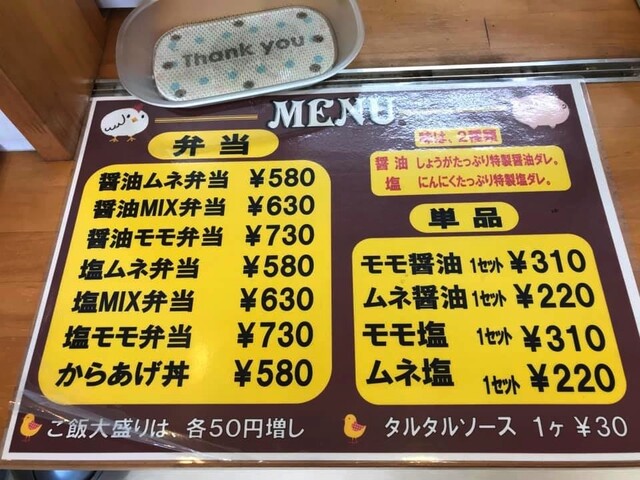 Thank you
MENU
弁当
醤油ムネ弁当 ¥580
醤油MIX弁当 ¥630
醤油モモ弁当 ¥730
塩ムネ弁当 ¥580
塩MIX弁当 ¥630
塩モモ弁当 ¥730
からあげ丼 ¥580
味は、2種類
醤油 しょうがたっぷり特製醤油ダレ。
塩 にんにくたっぷり特製塩ダレ。
単品
モモ醤油 1セット ¥310
ムネ醤油 1セット ¥220
モモ塩 1セット ¥310
ムネ塩 1セット ¥220
ご飯大盛りは、各50円増し
タルタルソース 1ヶ ¥30